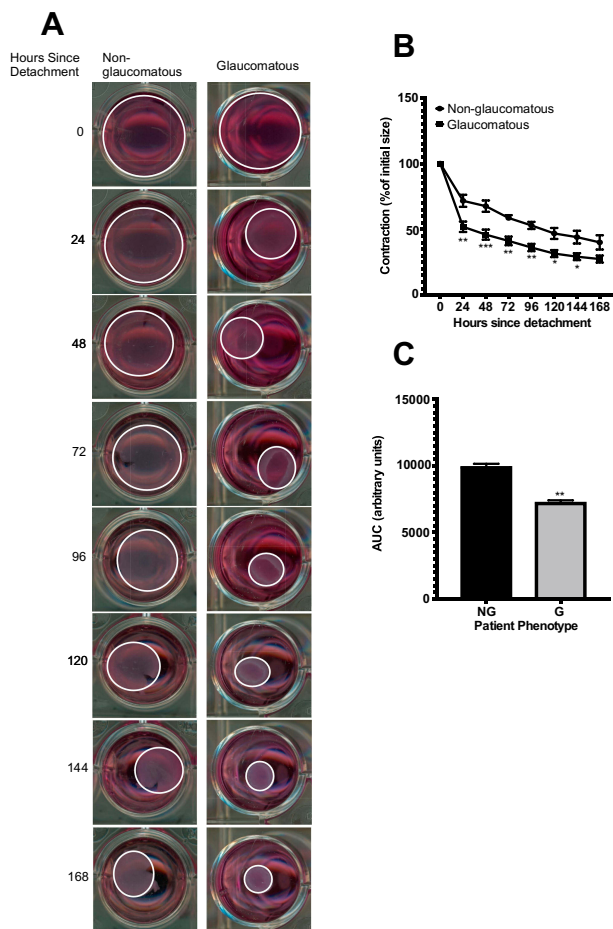 A
Hours Since
Detachment
Non-
glaucomatous
Glaucomatous
0
24
48
72
96
120
144
168
B
150
100
50
0
Contraction (% of initial size)
Non-glaucomatous
Glaucomatous
** *** ** ** * *
0 24 48 72 96 120 144 168
Hours since detachment
C
15000
10000
5000
0
AUC (arbitrary units)
**
NG G
Patient Phenotype